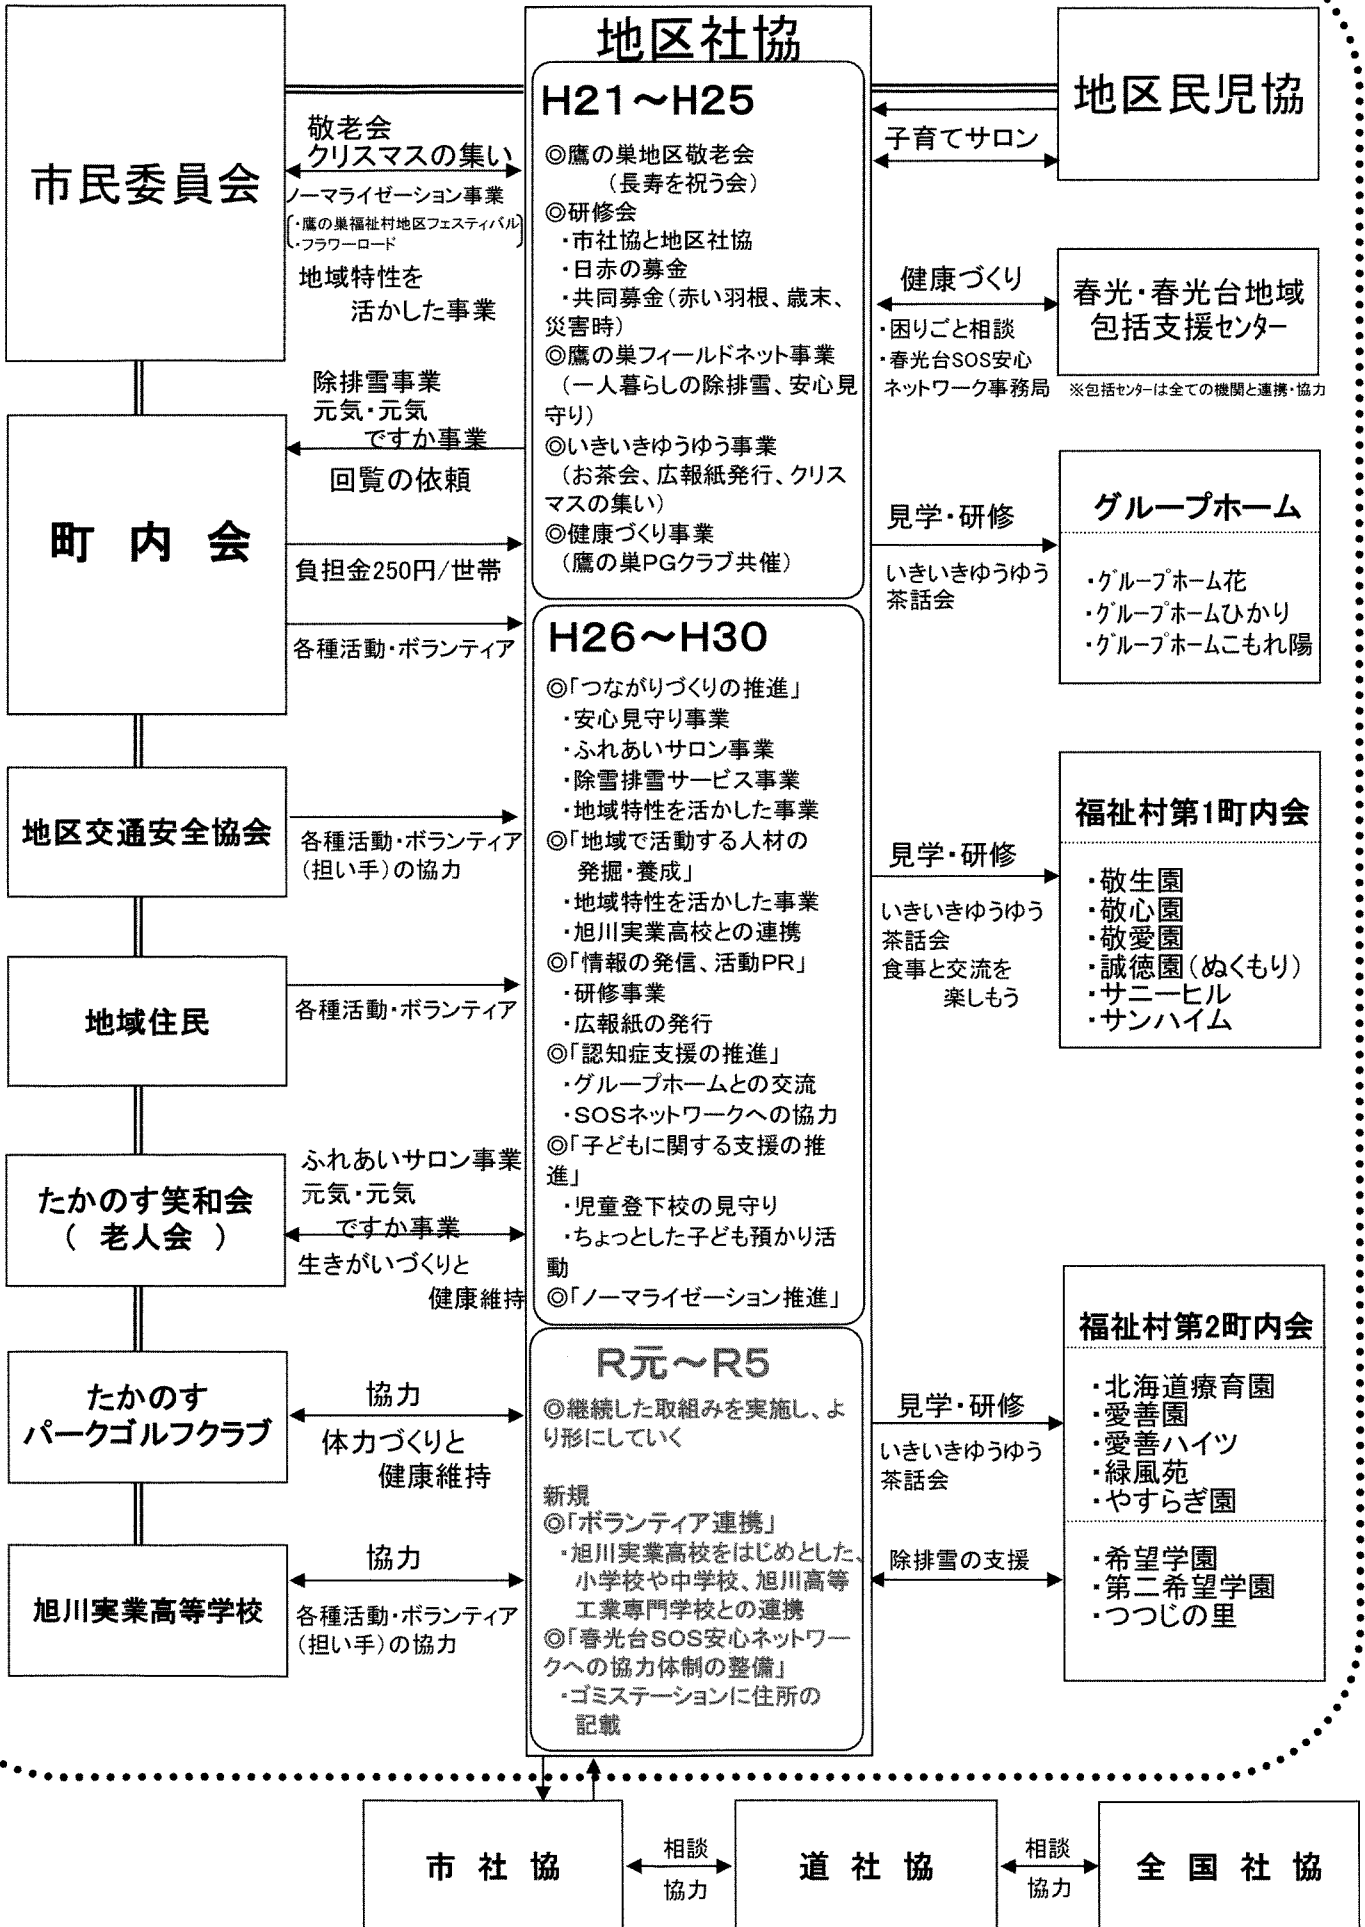 地区社協
市民委員会
敬老会
クリスマスの集い
ノーマライゼーション事業
・鷹の巣福祉村地区フェスティバル
・フラワーロード
地域特性を
活かした事業
除排雪事業
元気・元気
ですか事業
回覧の依頼
町内会
負担金250円/世帯
各種活動・ボランティア
地区交通安全協会
各種活動・ボランティア
(担い手)の協力
地域住民
各種活動・ボランティア
たかのす笑和会
( 老人会 )
ふれあいサロン事業
元気・元気
ですか事業
生きがいづくりと
健康維持
たかのす
パークゴルフクラブ
協力
体力づくりと
健康維持
旭川実業高等学校
協力
各種活動・ボランティア
(担い手)の協力
H21~H25
◎鷹の巣地区敬老会
(長寿を祝う会)
◎研修会
・市社協と地区社協
・日赤の募金
・共同募金(赤い羽根、歳末、
災害時)
◎鷹の巣フィールドネット事業
(一人暮らしの除排雪、安心見
守り)
◎いきいきゆうゆう事業
(お茶会、広報紙発行、クリス
マスの集い)
◎健康づくり事業
(鷹の巣PGクラブ共催)
H26~H30
◎「つながりづくりの推進」
・安心見守り事業
・ふれあいサロン事業
・除雪排雪サービス事業
・地域特性を活かした事業
◎「地域で活動する人材の
発掘・養成」
・地域特性を活かした事業
・旭川実業高校との連携
◎「情報の発信、活動PR」
・研修事業
・広報紙の発行
◎「認知症支援の推進」
・グループホームとの交流
・SOSネットワークへの協力
◎「子どもに関する支援の推
進」
・児童登下校の見守り
・ちょっとした子ども預かり活
動
◎「ノーマライゼーション推進」
R元~R5
◎継続した取組みを実施し、よ
り形にしていく
新規
◎「ボランティア連携」
・旭川実業高校をはじめとした、
小学校や中学校、旭川高等
工業専門学校との連携
◎「春光台SOS安心ネットワー
クへの協力体制の整備」
・ゴミステーションに住所の
記載
地区民児協
子育てサロン
健康づくり
・困りごと相談
・春光台SOS安心
ネットワーク事務局
春光・春光台地域
包括支援センター
※包括センターは全ての機関と連携・協力
見学・研修
いきいきゆうゆう
茶話会
グループホーム
・グループホーム花
・グループホームひかり
・グループホームこもれ陽
見学・研修
いきいきゆうゆう
茶話会
食事と交流を
楽しもう
福祉村第1町内会
・敬生園
・敬心園
・敬愛園
・誠徳園(ぬくもり)
・サニーヒル
・サンハイム
見学・研修
いきいきゆうゆう
茶話会
除排雪の支援
福祉村第2町内会
・北海道療育園
・愛善園
・愛善ハイツ
・緑風苑
・やすらぎ園
・希望学園
・第二希望学園
・つつじの里
市社協
相談
協力
道社協
相談
協力
全国社協